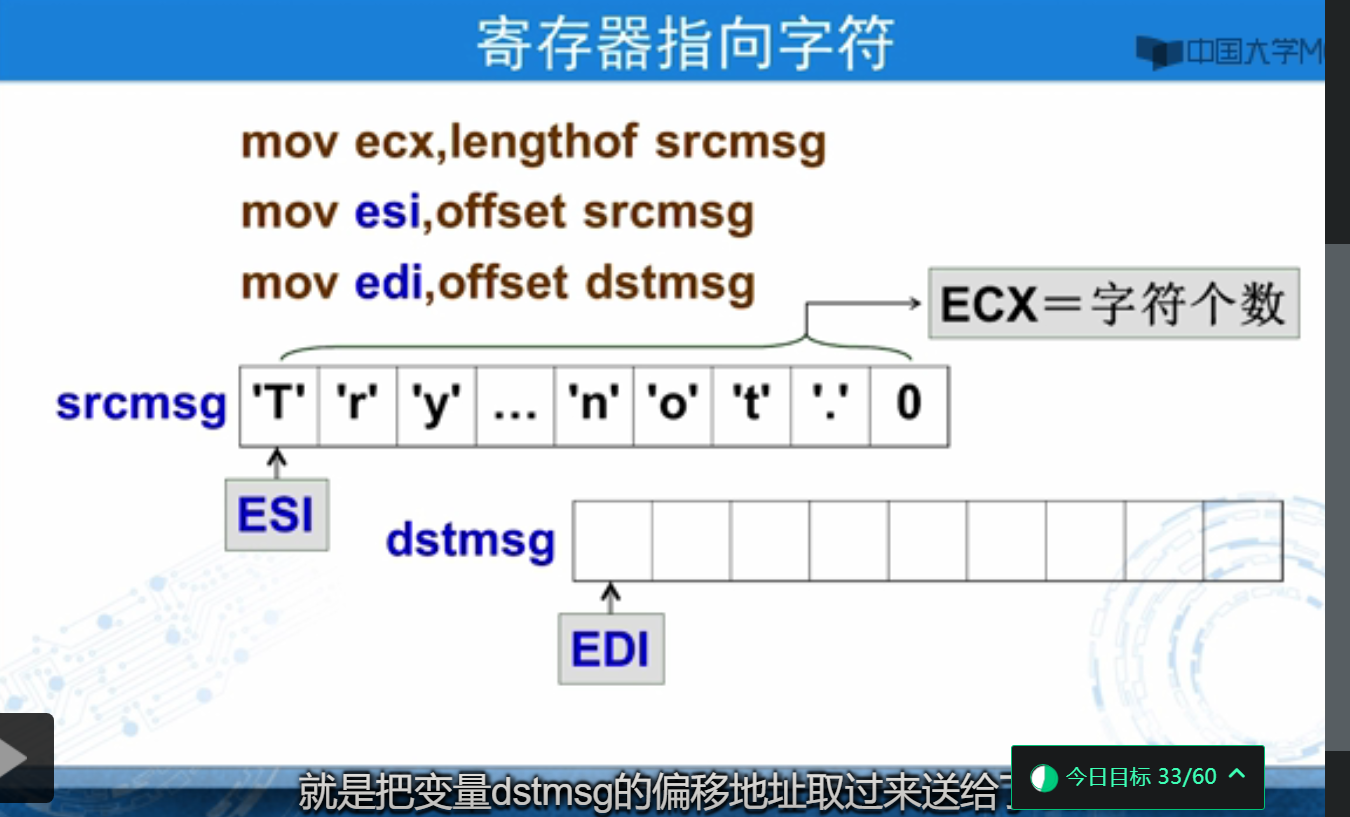 寄存器指向字符
中国大学M
mov ecx,lengthof srcmsg
mov esi,offset srcmsg
mov edi,offset dstmsg
ECX＝字符个数
srcmsg 'T' 'r' 'y' … 'n' 'o' 't' '.' 0
ESI
dstmsg
EDI
就是把变量dstmsg的偏移地址取过来送给了
今日目标 33/60